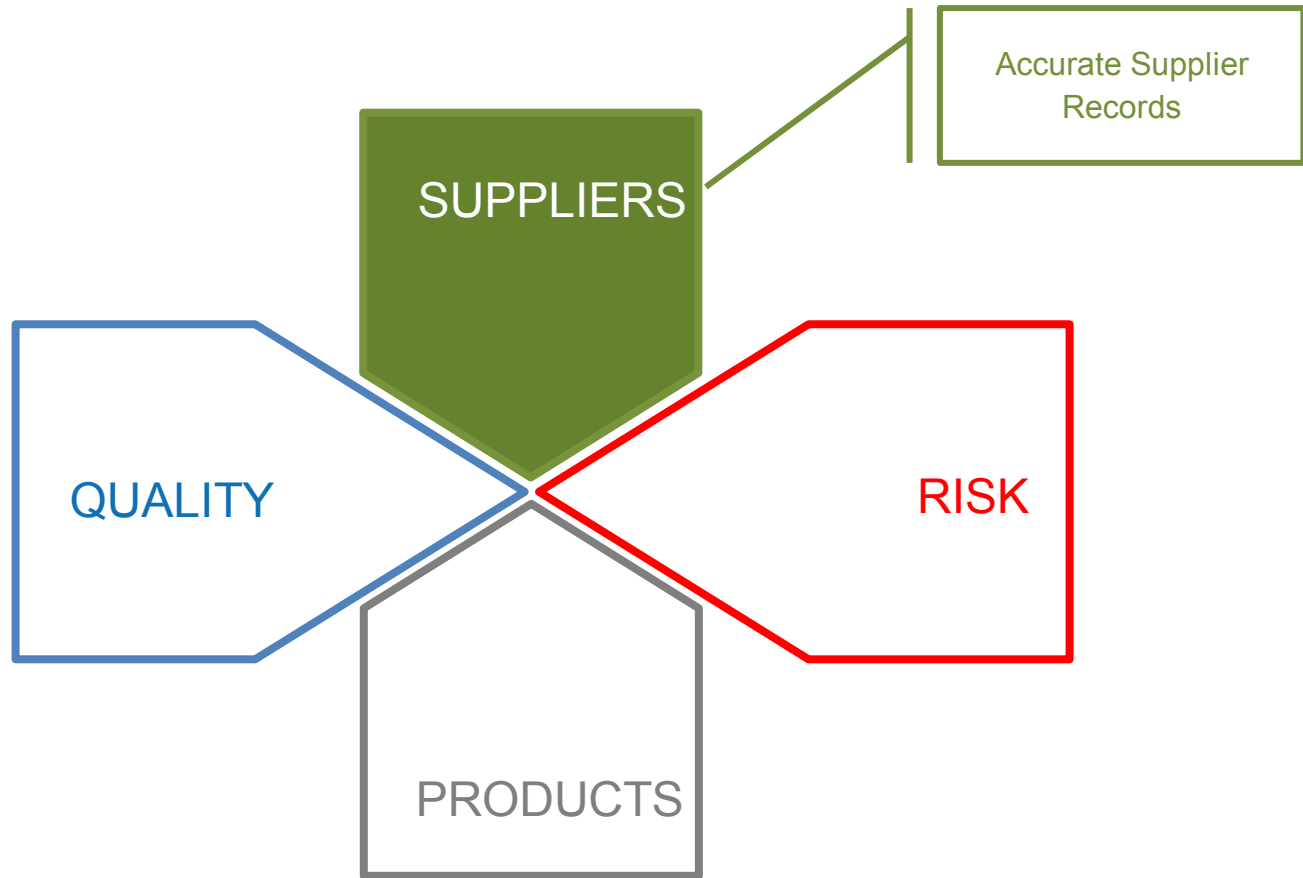 Accurate Supplier
Records
SUPPLIERS
QUALITY
RISK
PRODUCTS